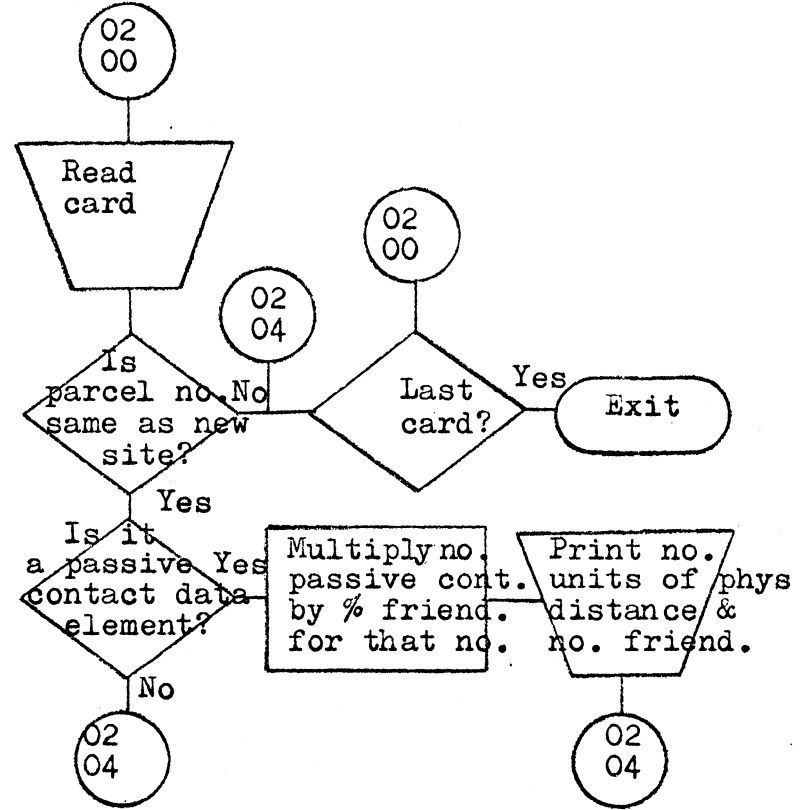 02
00
Read
card
02
00
02
04
Is
parcel no.
same as new
site?
No
Last
card?
Yes
Exit
Yes
Is it
a passive
contact data
element?
Yes
Multiply no.
passive cont.
by % friend.
for that no.
Print no.
units of phys
distance &
no. friend.
No
02
04
02
04